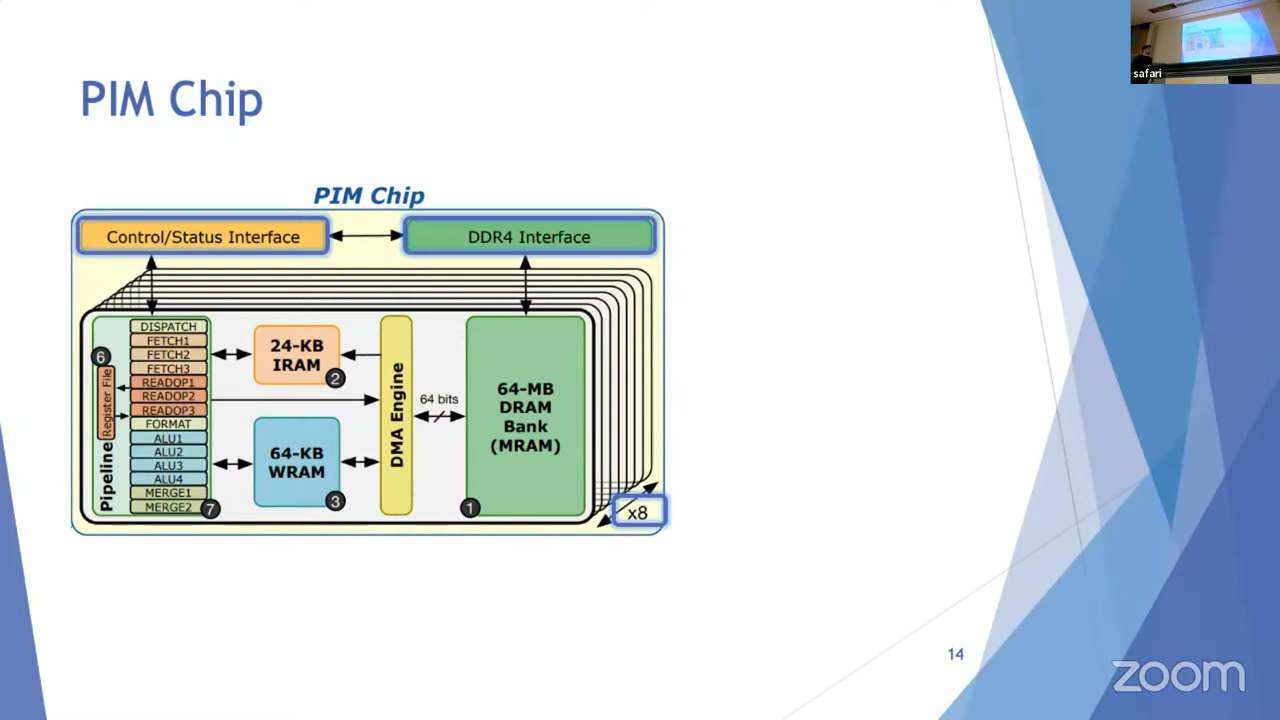 PIM Chip
safari
PIM Chip
Control/Status Interface
DDR4 Interface
DISPATCH
FETCH1
FETCH2
FETCH3
READOP1
READOP2
READOP3
FORMAT
ALU1
ALU2
ALU3
ALU4
MERGE1
MERGE2
6
Register File
Pipeline
7
24-KB
IRAM
2
64-KB
WRAM
3
DMA Engine
64 bits
64-MB
DRAM
Bank
(MRAM)
1
x8
14
zoom